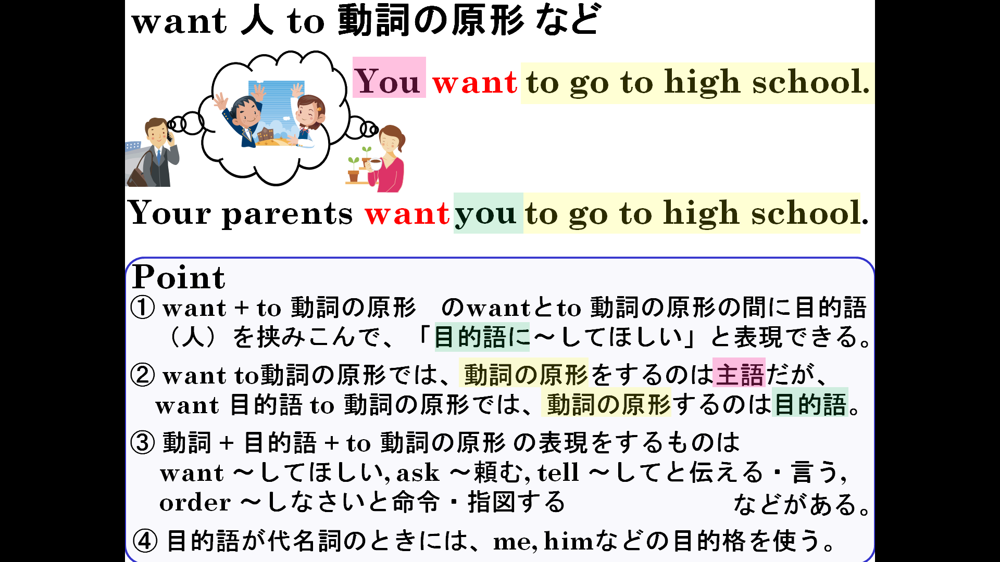 want 人 to 動詞の原形 など
You want to go to high school.
Your parents want you to go to high school.
Point
① want + to 動詞の原形　のwantとto 動詞の原形の間に目的語
（人）を挟みこんで、「目的語に～してほしい」と表現できる。
② want to動詞の原形では、動詞の原形をするのは主語だが、
want 目的語 to 動詞の原形では、動詞の原形するのは目的語。
③ 動詞 + 目的語 + to 動詞の原形 の表現をするものは
want ～してほしい, ask ～頼む, tell ～してと伝える・言う,
order ～しなさいと命令・指図する　などがある。
④ 目的語が代名詞のときには、me, himなどの目的格を使う。